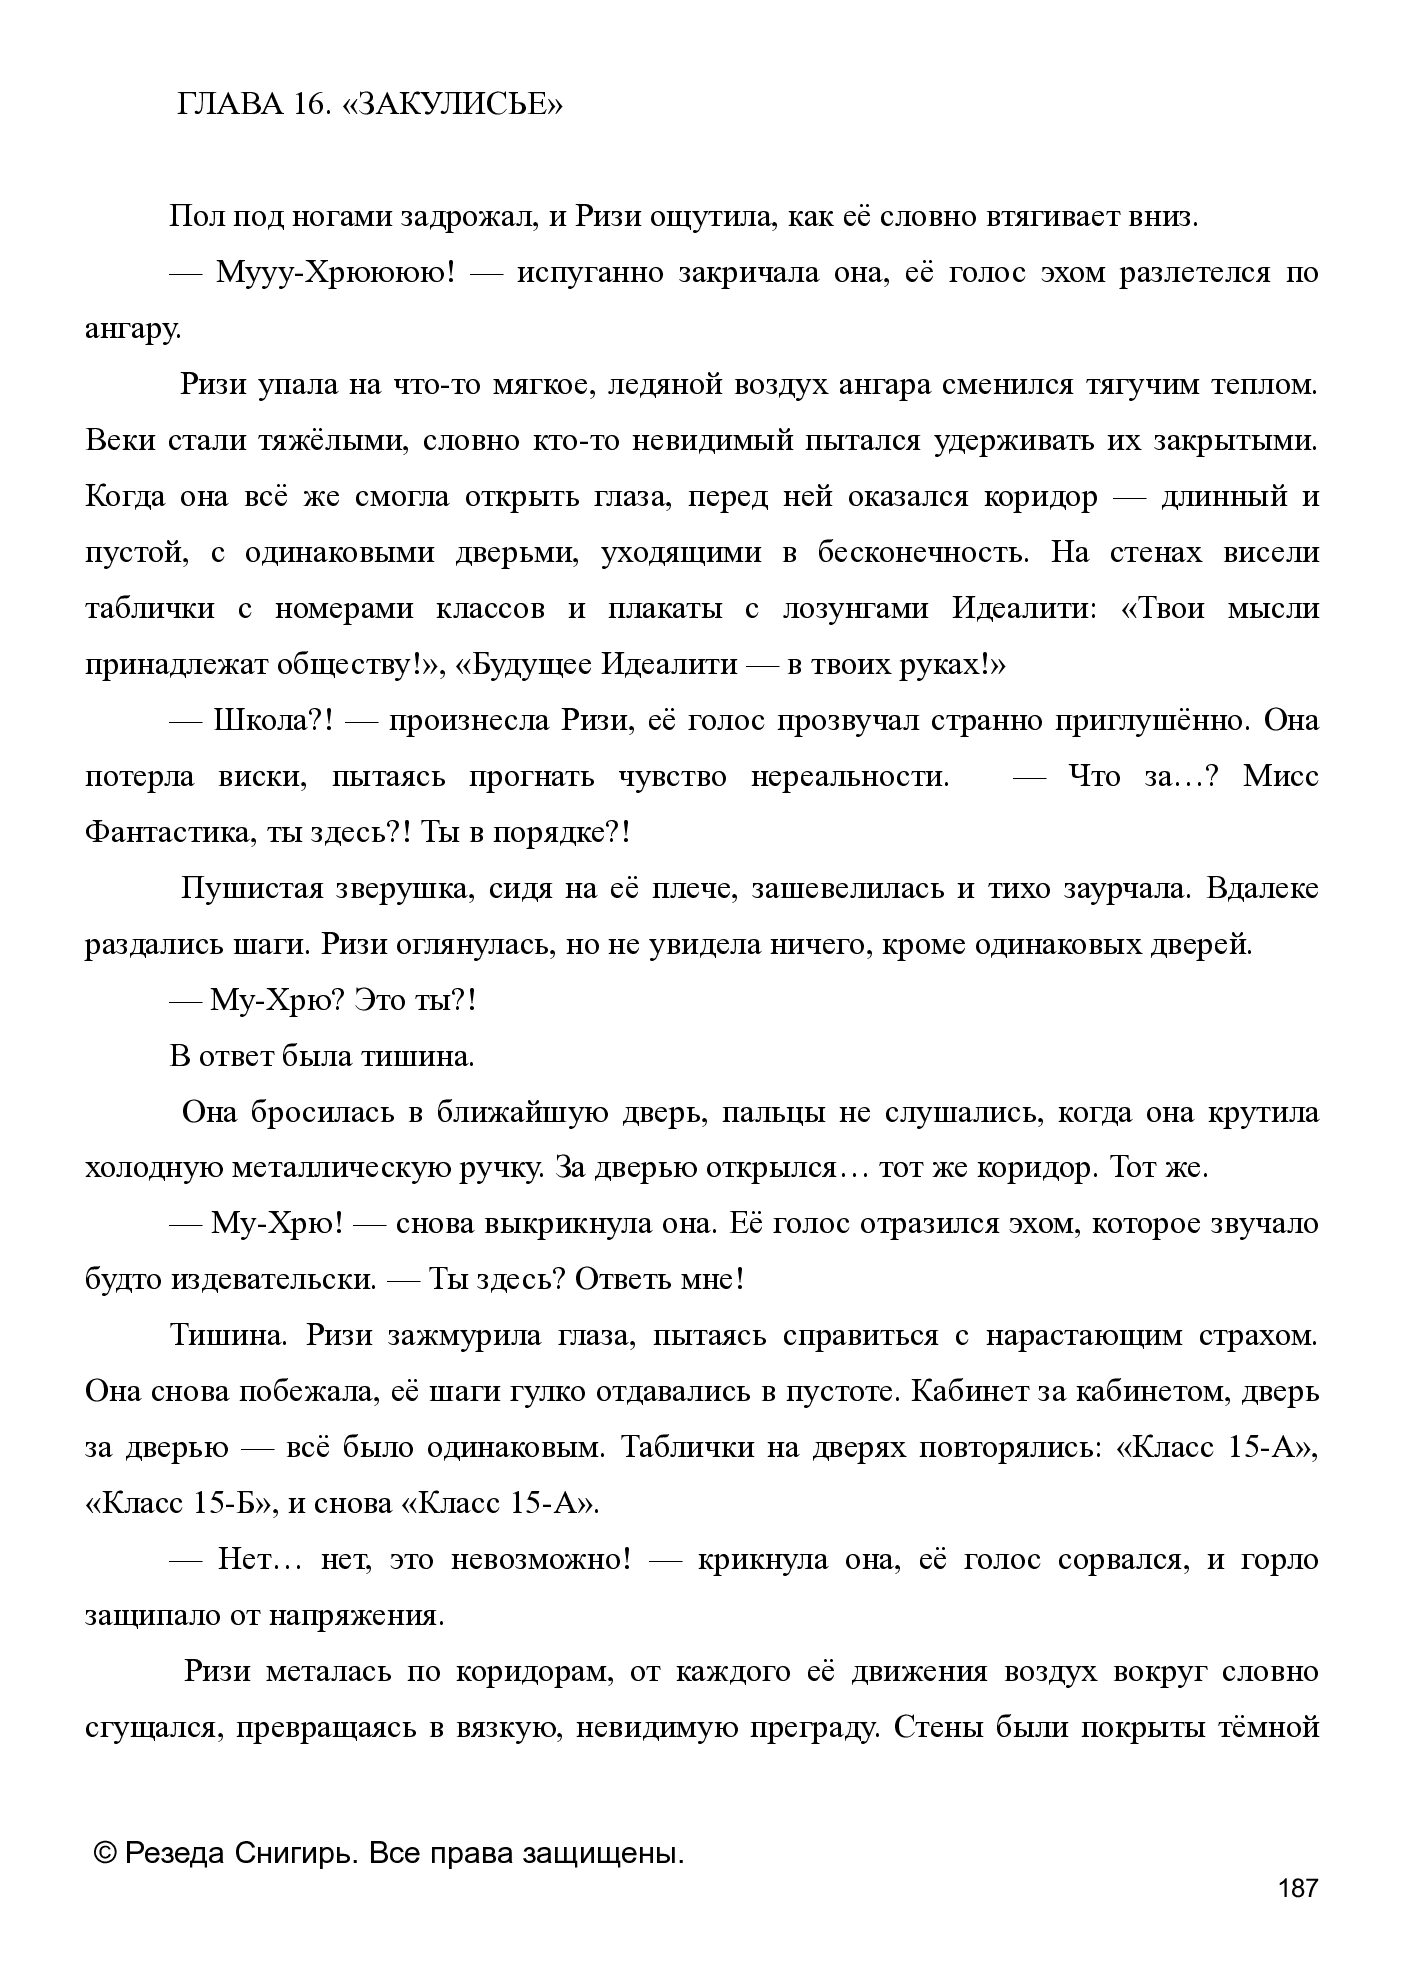 ГЛАВА 16. «ЗАКУЛИСЬЕ»
Пол под ногами задрожал, и Ризи ощутила, как её словно втягивает вниз.
— Мууу-Хрюююю! — испуганно закричала она, её голос эхом разлетелся по
ангару.
Ризи упала на что-то мягкое, ледяной воздух ангара сменился тягучим теплом.
Веки стали тяжёлыми, словно кто-то невидимый пытался удерживать их закрытыми.
Когда она всё же смогла открыть глаза, перед ней оказался коридор — длинный и
пустой, с одинаковыми дверьми, уходящими в бесконечность. На стенах висели
таблички с номерами классов и плакаты с лозунгами Идеалити: «Твои мысли
принадлежат обществу!», «Будущее Идеалити — в твоих руках!»
— Школа?! — произнесла Ризи, её голос прозвучал странно приглушённо. Она
потерла виски, пытаясь прогнать чувство нереальности. — Что за…? Мисс
Фантастика, ты здесь?! Ты в порядке?!
Пушистая зверушка, сидя на её плече, зашевелилась и тихо заурчала. Вдалеке
раздались шаги. Ризи оглянулась, но не увидела ничего, кроме одинаковых дверей.
— Му-Хрю? Это ты?!
В ответ была тишина.
Она бросилась в ближайшую дверь, пальцы не слушались, когда она крутила
холодную металлическую ручку. За дверью открылся… тот же коридор. Тот же.
— Му-Хрю! — снова выкрикнула она. Её голос отразился эхом, которое звучало
будто издевательски. — Ты здесь? Ответь мне!
Тишина. Ризи зажмурила глаза, пытаясь справиться с нарастающим страхом.
Она снова побежала, её шаги гулко отдавались в пустоте. Кабинет за кабинетом, дверь
за дверью — всё было одинаковым. Таблички на дверях повторялись: «Класс 15-А»,
«Класс 15-Б», и снова «Класс 15-А».
— Нет… нет, это невозможно! — крикнула она, её голос сорвался, и горло
защипало от напряжения.
Ризи металась по коридорам, от каждого её движения воздух вокруг словно
сгущался, превращаясь в вязкую, невидимую преграду. Стены были покрыты тёмной
© Резеда Снигирь. Все права защищены.
187